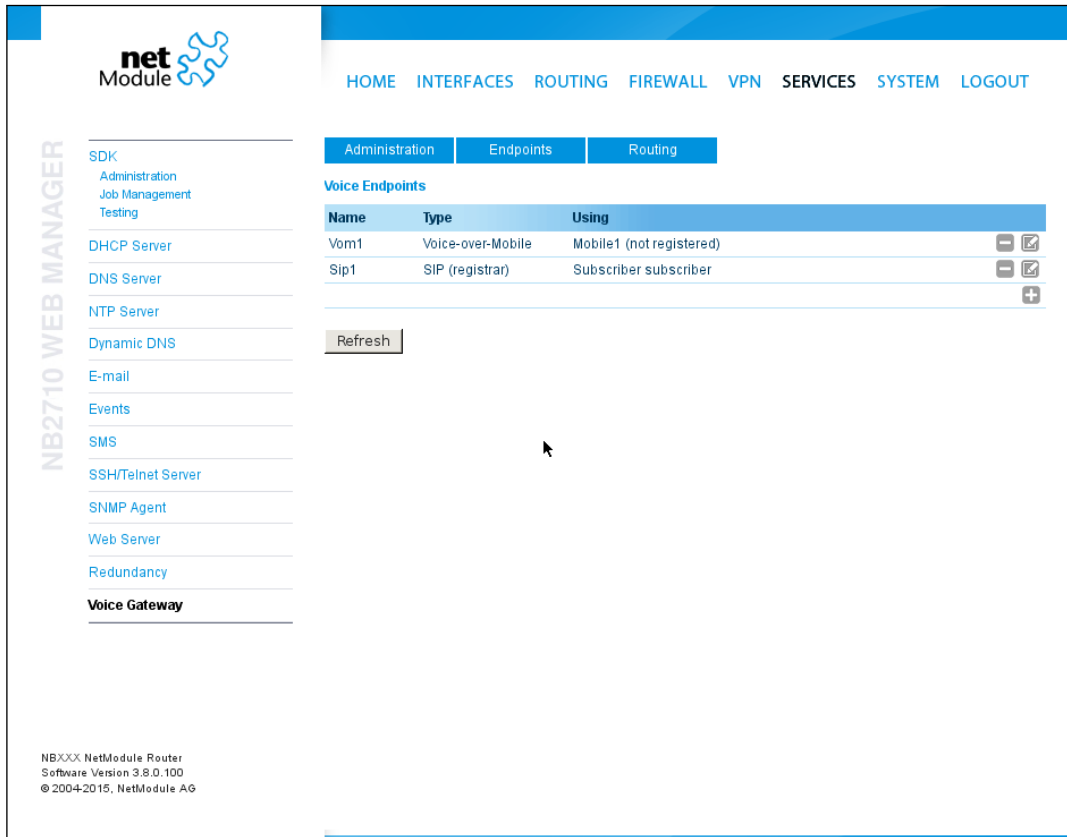 net
Module
HOME INTERFACES ROUTING FIREWALL VPN SERVICES SYSTEM LOGOUT
NB2710 WEB MANAGER
SDK
Administration
Job Management
Testing
DHCP Server
DNS Server
NTP Server
Dynamic DNS
E-mail
Events
SMS
SSH/Telnet Server
SNMP Agent
Web Server
Redundancy
Voice Gateway
Administration Endpoints Routing
Voice Endpoints
Name Type Using
Vom1 Voice-over-Mobile Mobile1 (not registered)
Sip1 SIP (registrar) Subscriber subscriber
Refresh
NBXXX NetModule Router
Software Version 3.8.0.100
© 2004-2015, NetModule AG